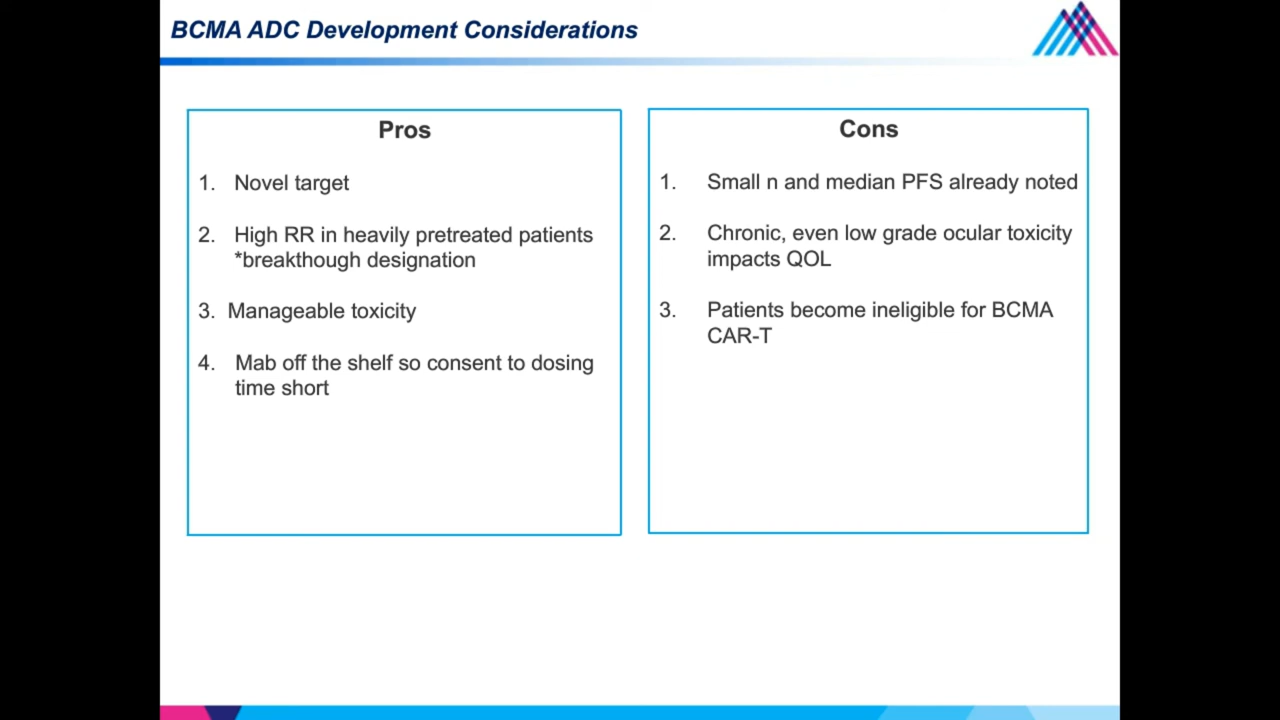 BCMA ADC Development Considerations
Pros
1. Novel target
2. High RR in heavily pretreated patients
*breakthough designation
3. Manageable toxicity
4. Mab off the shelf so consent to dosing
time short
Cons
1. Small n and median PFS already noted
2. Chronic, even low grade ocular toxicity
impacts QOL
3. Patients become ineligible for BCMA
CAR-T